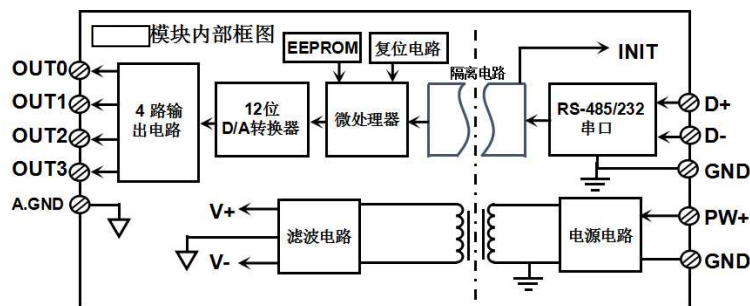 模块内部框图
EEPROM
复位电路
隔离电路
INIT
OUT0
OUT1
OUT2
OUT3
A.GND
4 路输
出电路
12位
D/A转换器
微处理器
RS-485/232
串口
D+
D-
GND
PW+
GND
V+
V-
滤波电路
电源电路